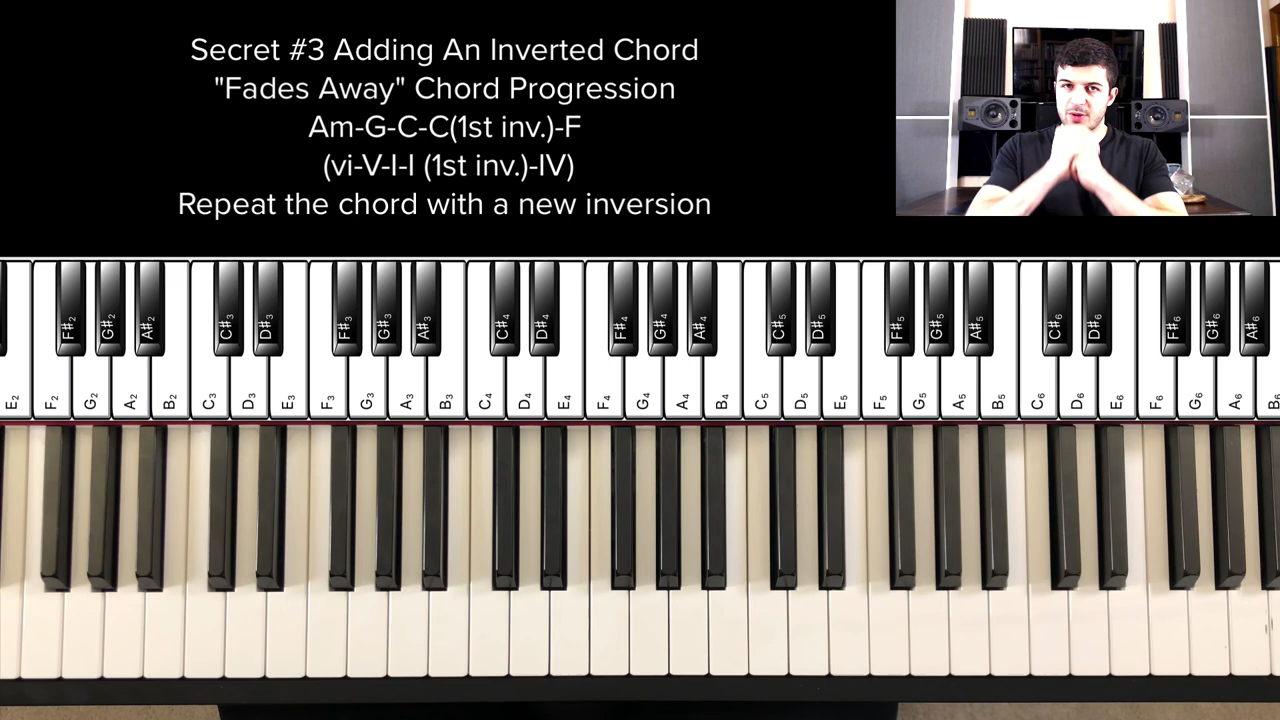 Secret #3 Adding An Inverted Chord
"Fades Away" Chord Progression
Am-G-C-C(1st inv.)-F
(vi-V-I-I (1st inv.)-IV)
Repeat the chord with a new inversion
F#2 G#2 A#2 C#3 D#3 F#3 G#3 A#3 C#4 D#4 F#4 G#4 A#4 C#5 D#5 F#5 G#5 A#5 C#6 D#6 F#6 G#6 A#6
E2 F2 G2 A2 B2 C3 D3 E3 F3 G3 A3 B3 C4 D4 E4 F4 G4 A4 B4 C5 D5 E5 F5 G5 A5 B5 C6 D6 E6 F6 G6 A6 B6